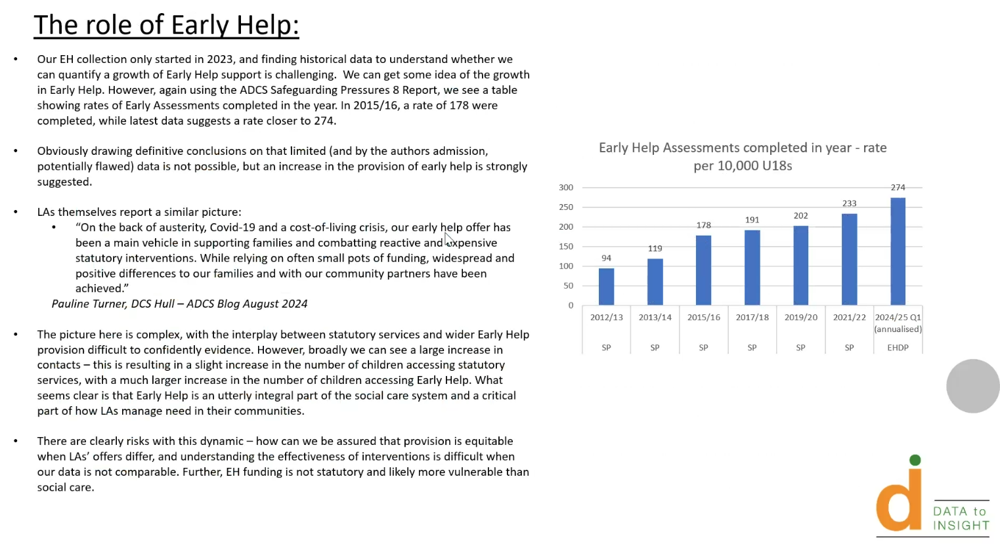 The role of Early Help:
• Our EH collection only started in 2023, and finding historical data to understand whether we
can quantify a growth of Early Help support is challenging.  We can get some idea of the growth
in Early Help. However, again using the ADCS Safeguarding Pressures 8 Report, we see a table
showing rates of Early Assessments completed in the year. In 2015/16, a rate of 178 were
completed, while latest data suggests a rate closer to 274.
• Obviously drawing definitive conclusions on that limited (and by the authors admission,
potentially flawed) data is not possible, but an increase in the provision of early help is strongly
suggested.
• LAs themselves report a similar picture:
• “On the back of austerity, Covid-19 and a cost-of-living crisis, our early help offer has
been a main vehicle in supporting families and combatting reactive and expensive
statutory interventions. While relying on often small pots of funding, widespread and
positive differences to our families and with our community partners have been
achieved.”
Pauline Turner, DCS Hull – ADCS Blog August 2024
• The picture here is complex, with the interplay between statutory services and wider Early Help
provision difficult to confidently evidence. However, broadly we can see a large increase in
contacts – this is resulting in a slight increase in the number of children accessing statutory
services, with a much larger increase in the number of children accessing Early Help. What
seems clear is that Early Help is an utterly integral part of the social care system and a critical
part of how LAs manage need in their communities.
• There are clearly risks with this dynamic – how can we be assured that provision is equitable
when LAs’ offers differ, and understanding the effectiveness of interventions is difficult when
our data is not comparable. Further, EH funding is not statutory and likely more vulnerable than
social care.
Early Help Assessments completed in year - rate
per 10,000 U18s
300
250
200
150
100
50
0
94
119
178
191
202
233
274
2012/13 2013/14 2015/16 2017/18 2019/20 2021/22 2024/25 Q1
(annualised)
SP SP SP SP SP SP EHDP
di
DATA to
INSIGHT